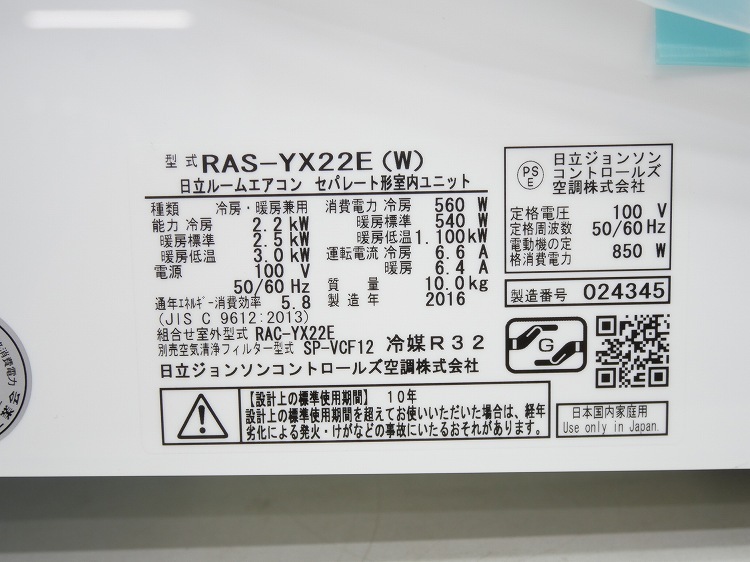 型式 RAS-YX22E (W)
日立ルームエアコン セパレート形室内ユニット
種類 冷房・暖房兼用
能力 冷房 2.2 kW
暖房標準 2.5 kW
暖房低温 3.0 kW
電源 100 V
50/60 Hz
通年エネルギー消費効率 5.8
(JIS C 9612:2013)
消費電力 冷房 560 W
暖房標準 540 W
暖房低温 1.100 kW
運転電流 冷房 6.6 A
暖房 6.4 A
質量 10.0 kg
製造年 2016
組合せ室外型式 RAC-YX22E
別売空気清浄フィルター型式 SP-VCF12 冷媒R32
日立ジョンソンコントロールズ空調株式会社
【設計上の標準使用期間】 10年
設計上の標準使用期間を超えてお使いいただいた場合は、経年
劣化による発火・けがなどの事故にいたるおそれがあります。
PS
E
日立ジョンソン
コントロールズ
空調株式会社
定格電圧 100 V
定格周波数 50/60 Hz
電動機の定
格消費電力 850 W
製造番号 024345
G
日本国内家庭用
Use only in Japan
消費電力